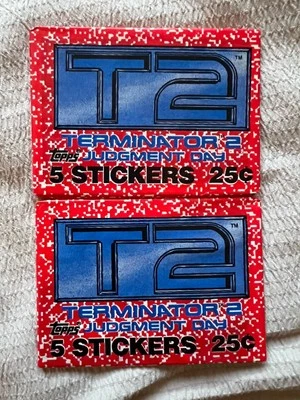 T2 ™
TERMINATOR 2
Topps JUDGMENT DAY
5 STICKERS 25¢
T2 ™
TERMINATOR 2
Topps JUDGMENT DAY
5 STICKERS 25¢